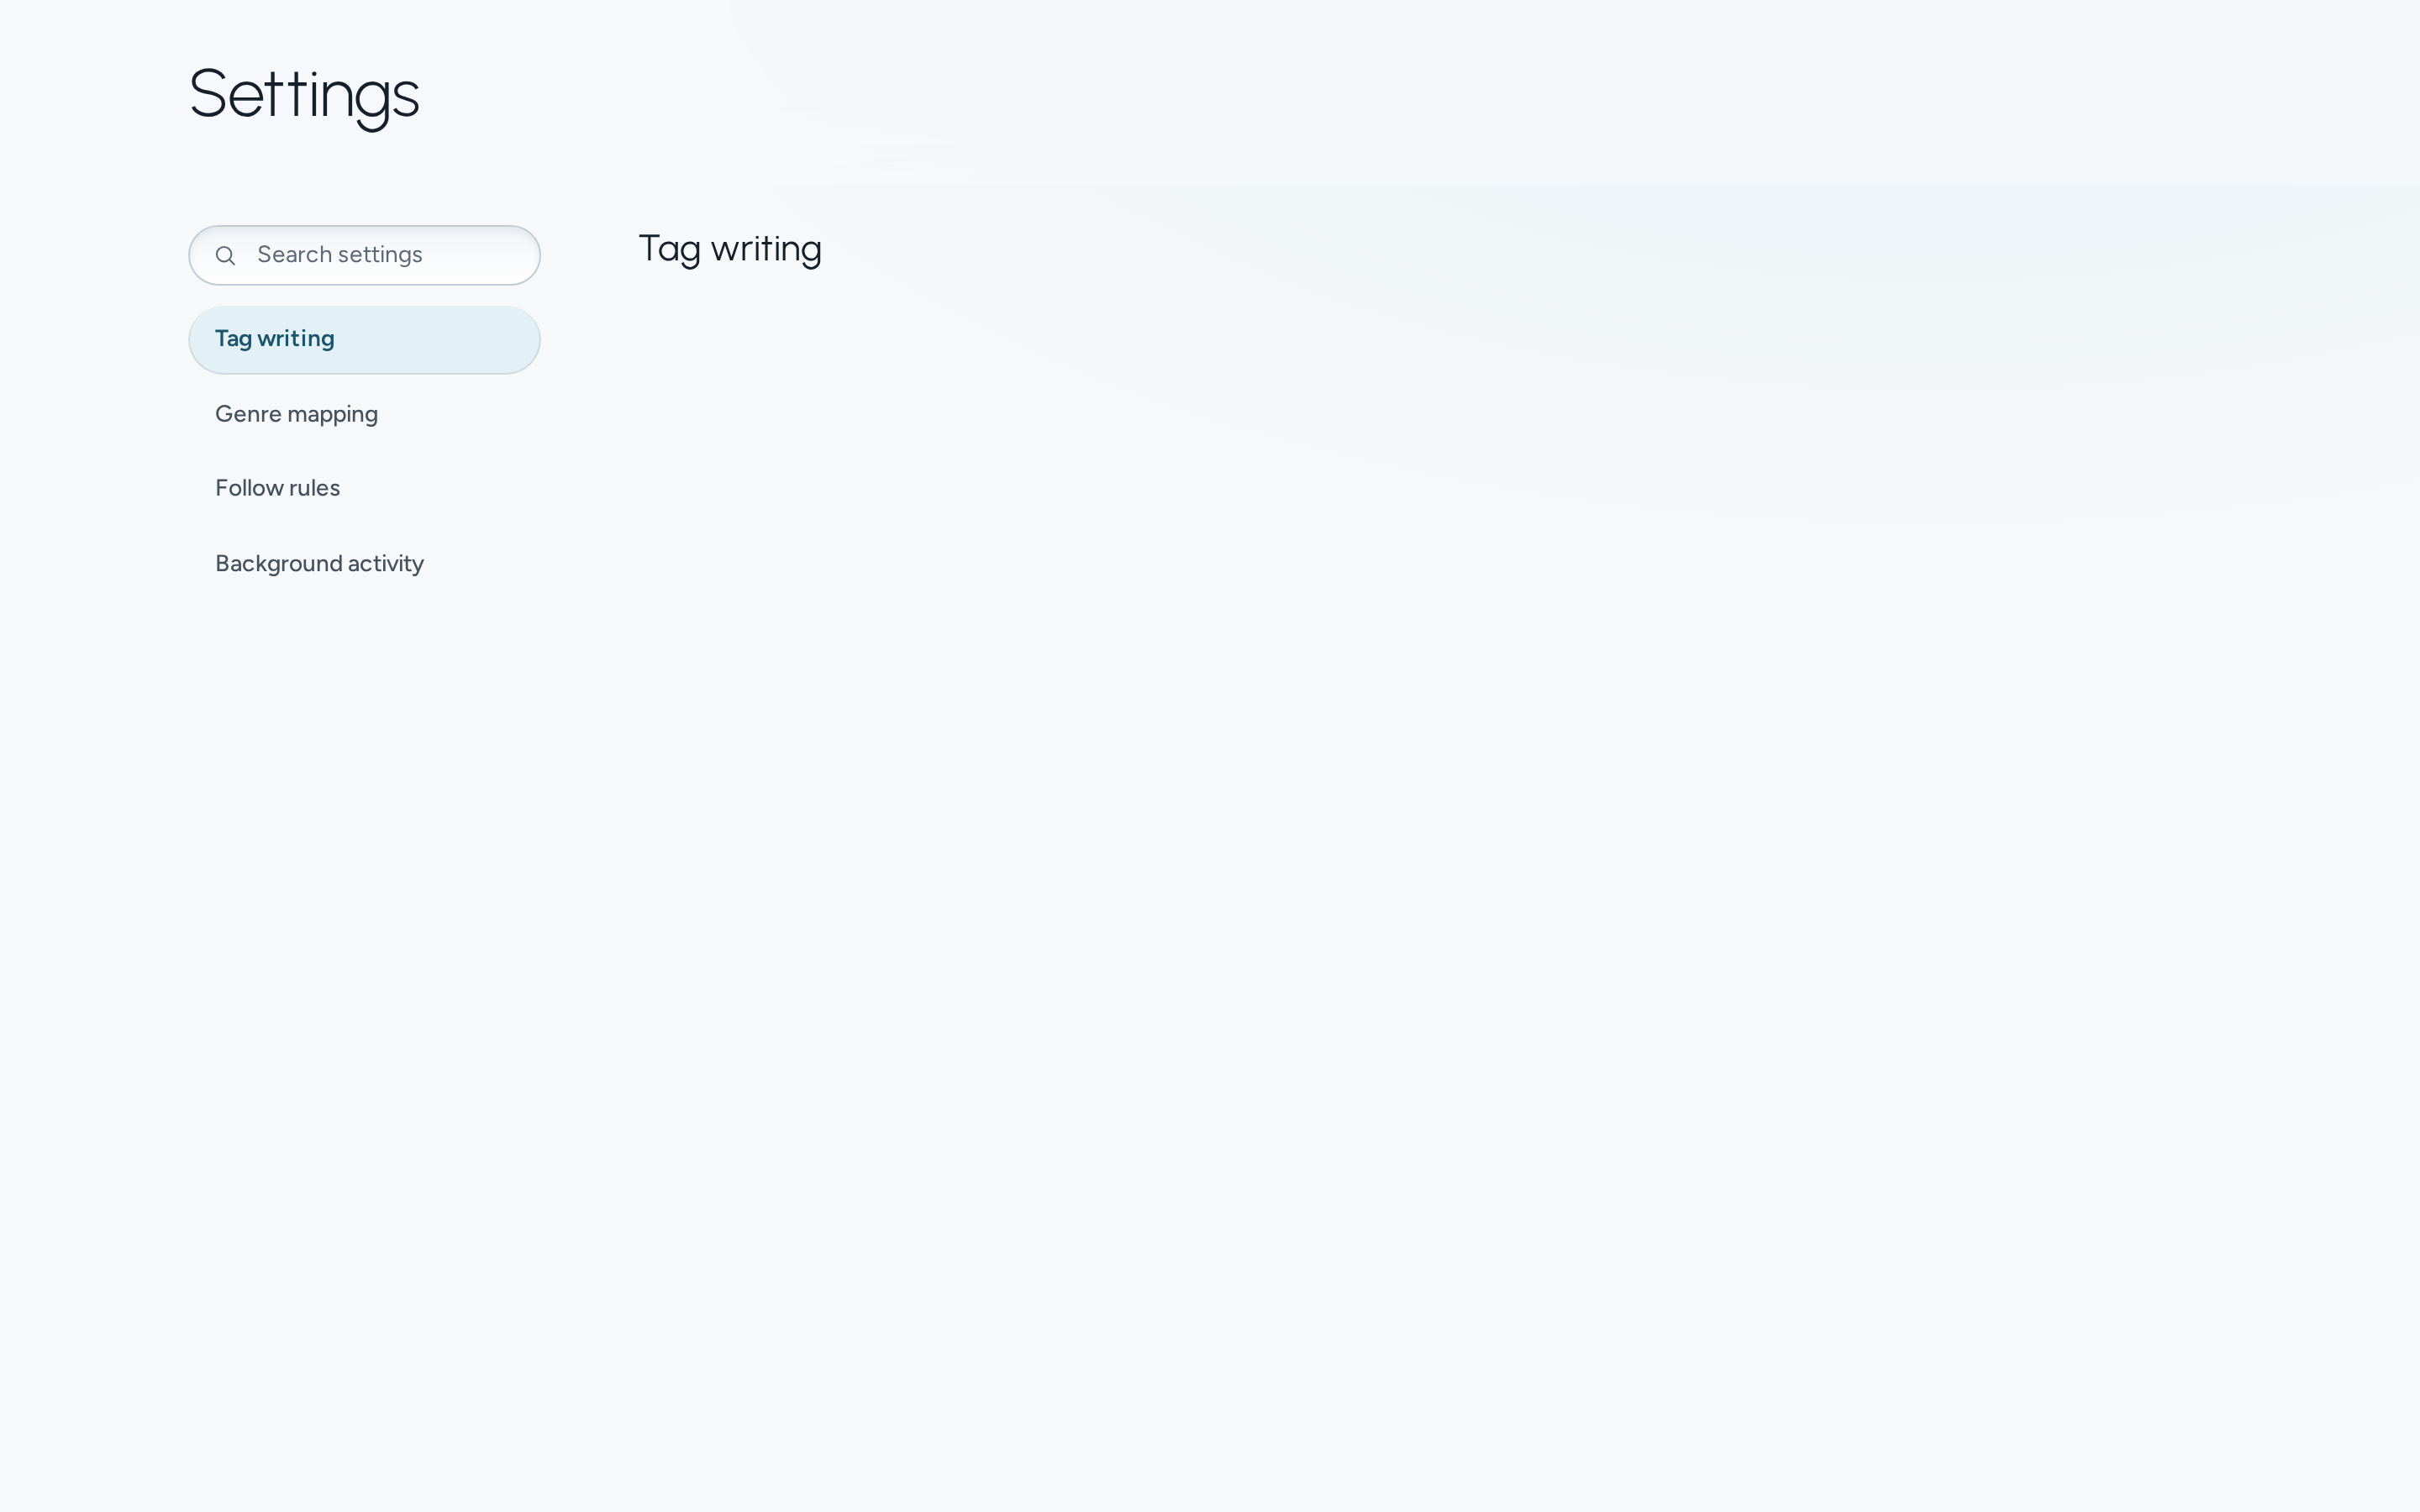 Settings
Search settings
Tag writing
Tag writing
Genre mapping
Follow rules
Background activity